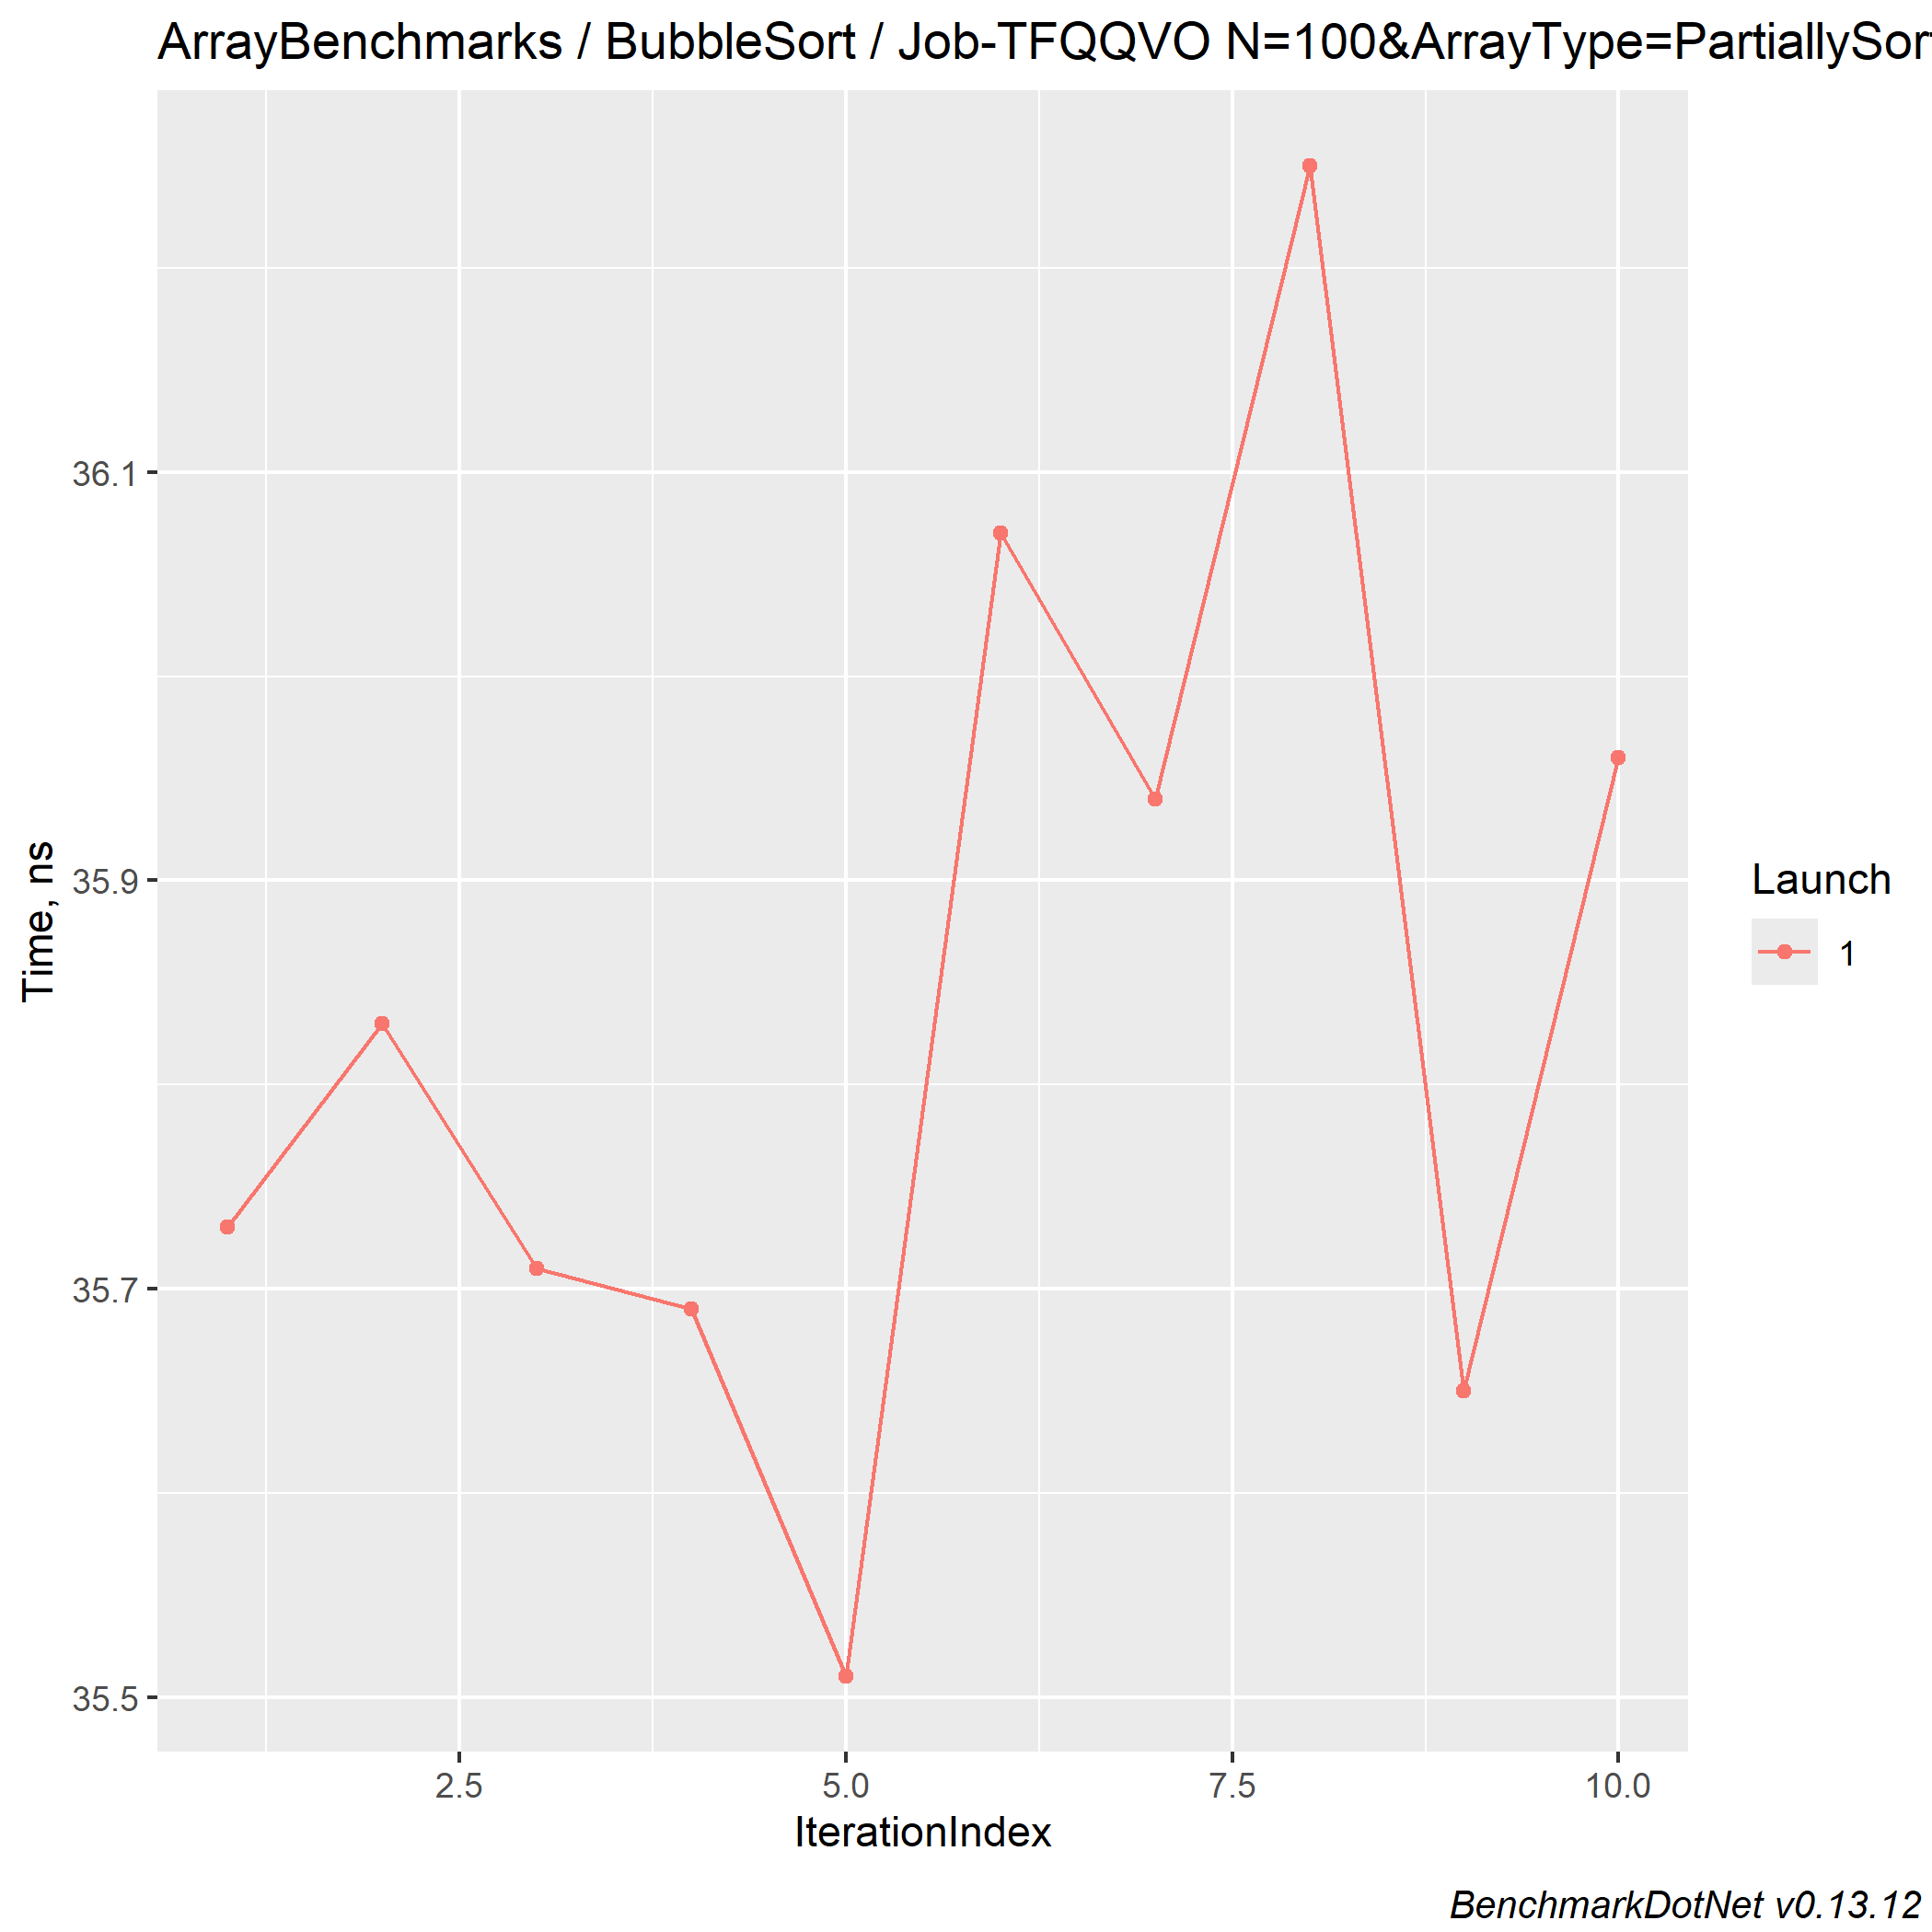 ArrayBenchmarks / BubbleSort / Job-TFQQVO N=100&ArrayType=PartiallySor
36.1
35.9
35.7
35.5
Time, ns
2.5 5.0 7.5 10.0
IterationIndex
Launch
1
BenchmarkDotNet v0.13.12